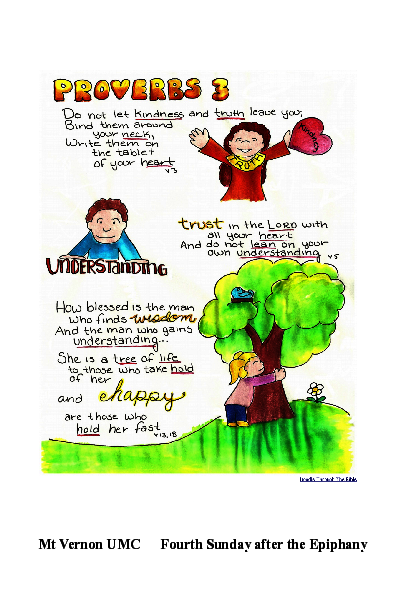 PROVERBS 3
Do not let kindness and truth leave you;
Bind them around
your neck,
Write them on
the tablet
of your heart
v3
TRUTH
trust in the LORD with
all your heart
And do not lean on your
own understanding
v5
UNDERSTANDING
How blessed is the man
who finds wisdom
And the man who gains
understanding...
She is a tree of life
to those who take hold
of her
and happy
are those who
hold her fast
v13,18
Doodle Through The Bible
Mt Vernon UMC Fourth Sunday after the Epiphany